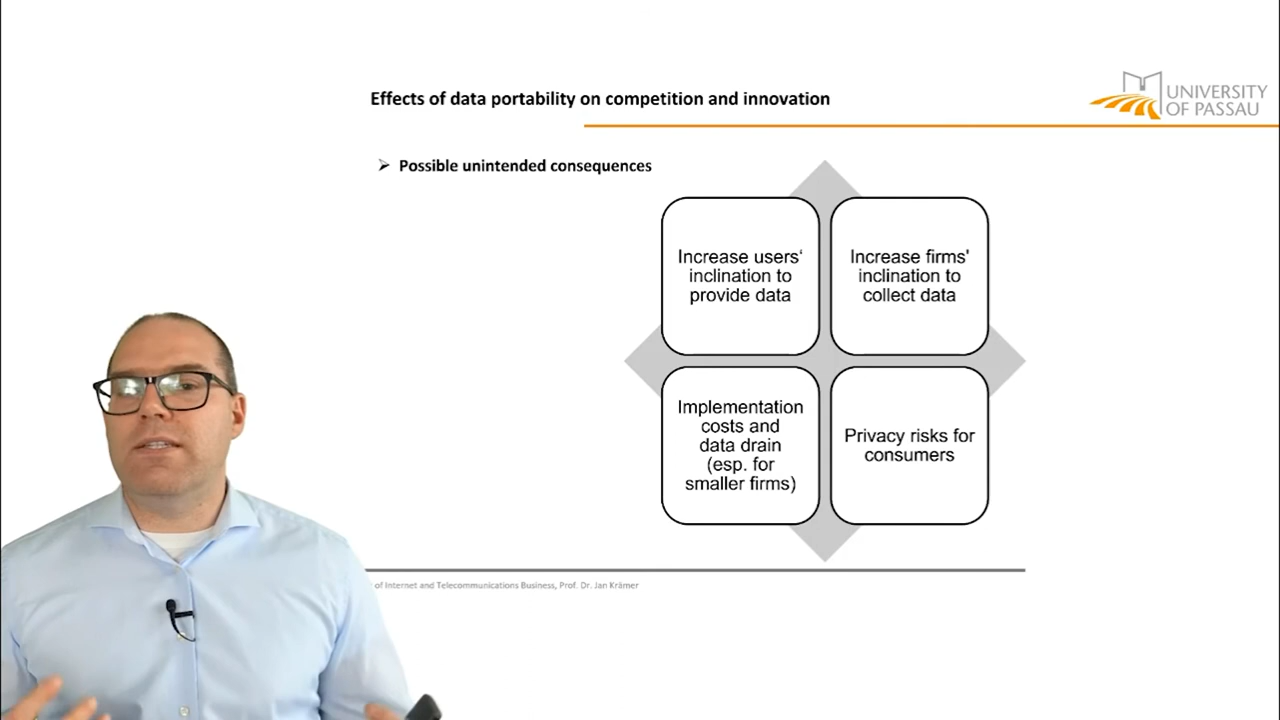 Effects of data portability on competition and innovation
UNIVERSITY
OF PASSAU
➢ Possible unintended consequences
Increase users‘
inclination to
provide data
Increase firms'
inclination to
collect data
Implementation
costs and
data drain
(esp. for
smaller firms)
Privacy risks for
consumers
of Internet and Telecommunications Business, Prof. Dr. Jan Krämer